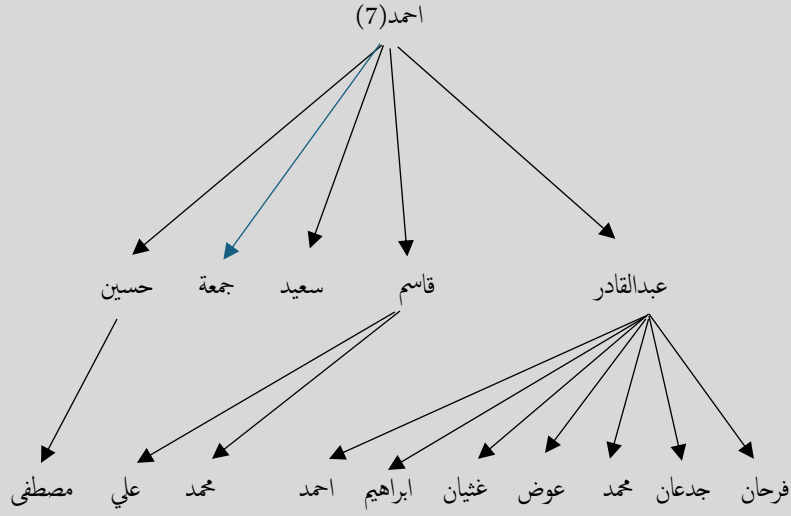 احمد(7)
عبدالقادر قاسم سعيد جمعة حسين
فرحان جدعان محمد عوض غثيان ابراهيم احمد محمد علي مصطفى